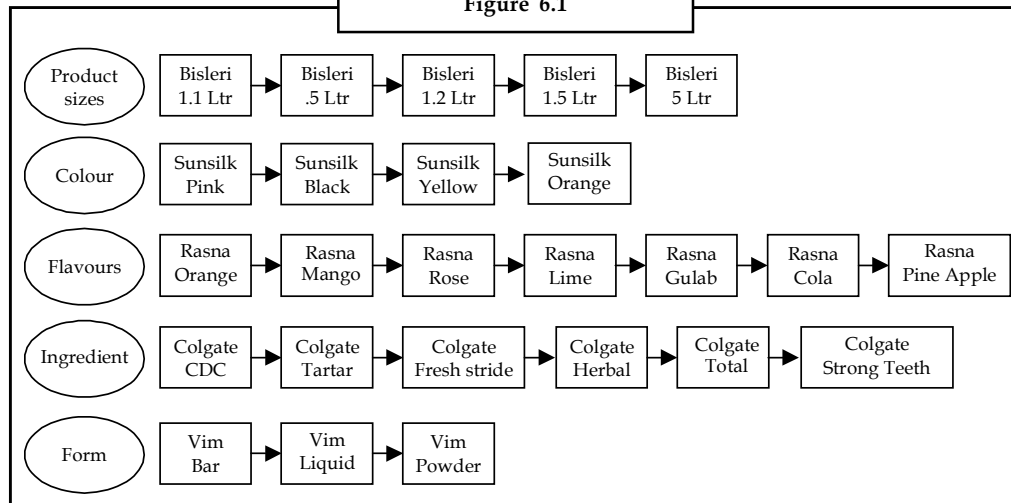 Figure 6.1
Product
sizes
Bisleri
1.1 Ltr
Bisleri
.5 Ltr
Bisleri
1.2 Ltr
Bisleri
1.5 Ltr
Bisleri
5 Ltr
Colour
Sunsilk
Pink
Sunsilk
Black
Sunsilk
Yellow
Sunsilk
Orange
Flavours
Rasna
Orange
Rasna
Mango
Rasna
Rose
Rasna
Lime
Rasna
Gulab
Rasna
Cola
Rasna
Pine Apple
Ingredient
Colgate
CDC
Colgate
Tartar
Colgate
Fresh stride
Colgate
Herbal
Colgate
Total
Colgate
Strong Teeth
Form
Vim
Bar
Vim
Liquid
Vim
Powder